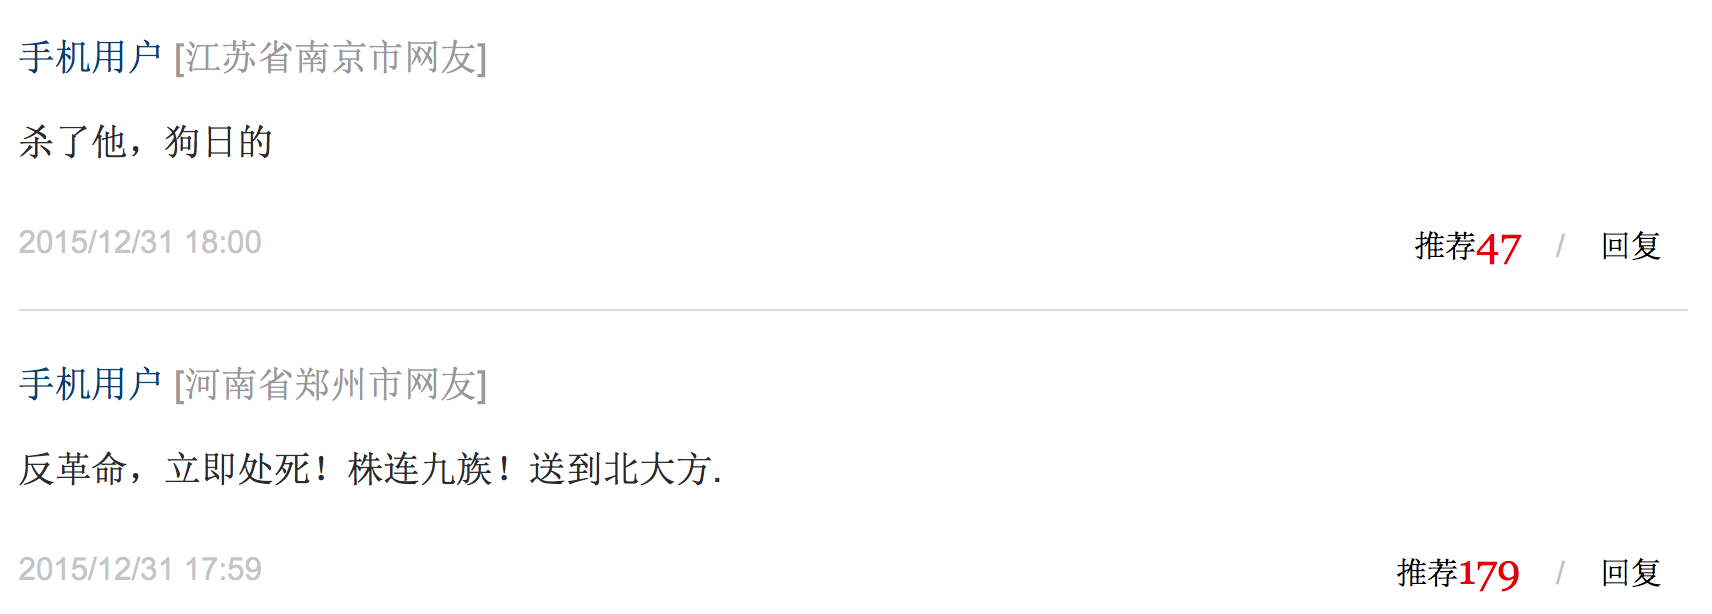 手机用户 [江苏省南京市网友]
杀了他，狗日的
2015/12/31 18:00 推荐47 / 回复
手机用户 [河南省郑州市网友]
反革命，立即处死！株连九族！送到北大方.
2015/12/31 17:59 推荐179 / 回复